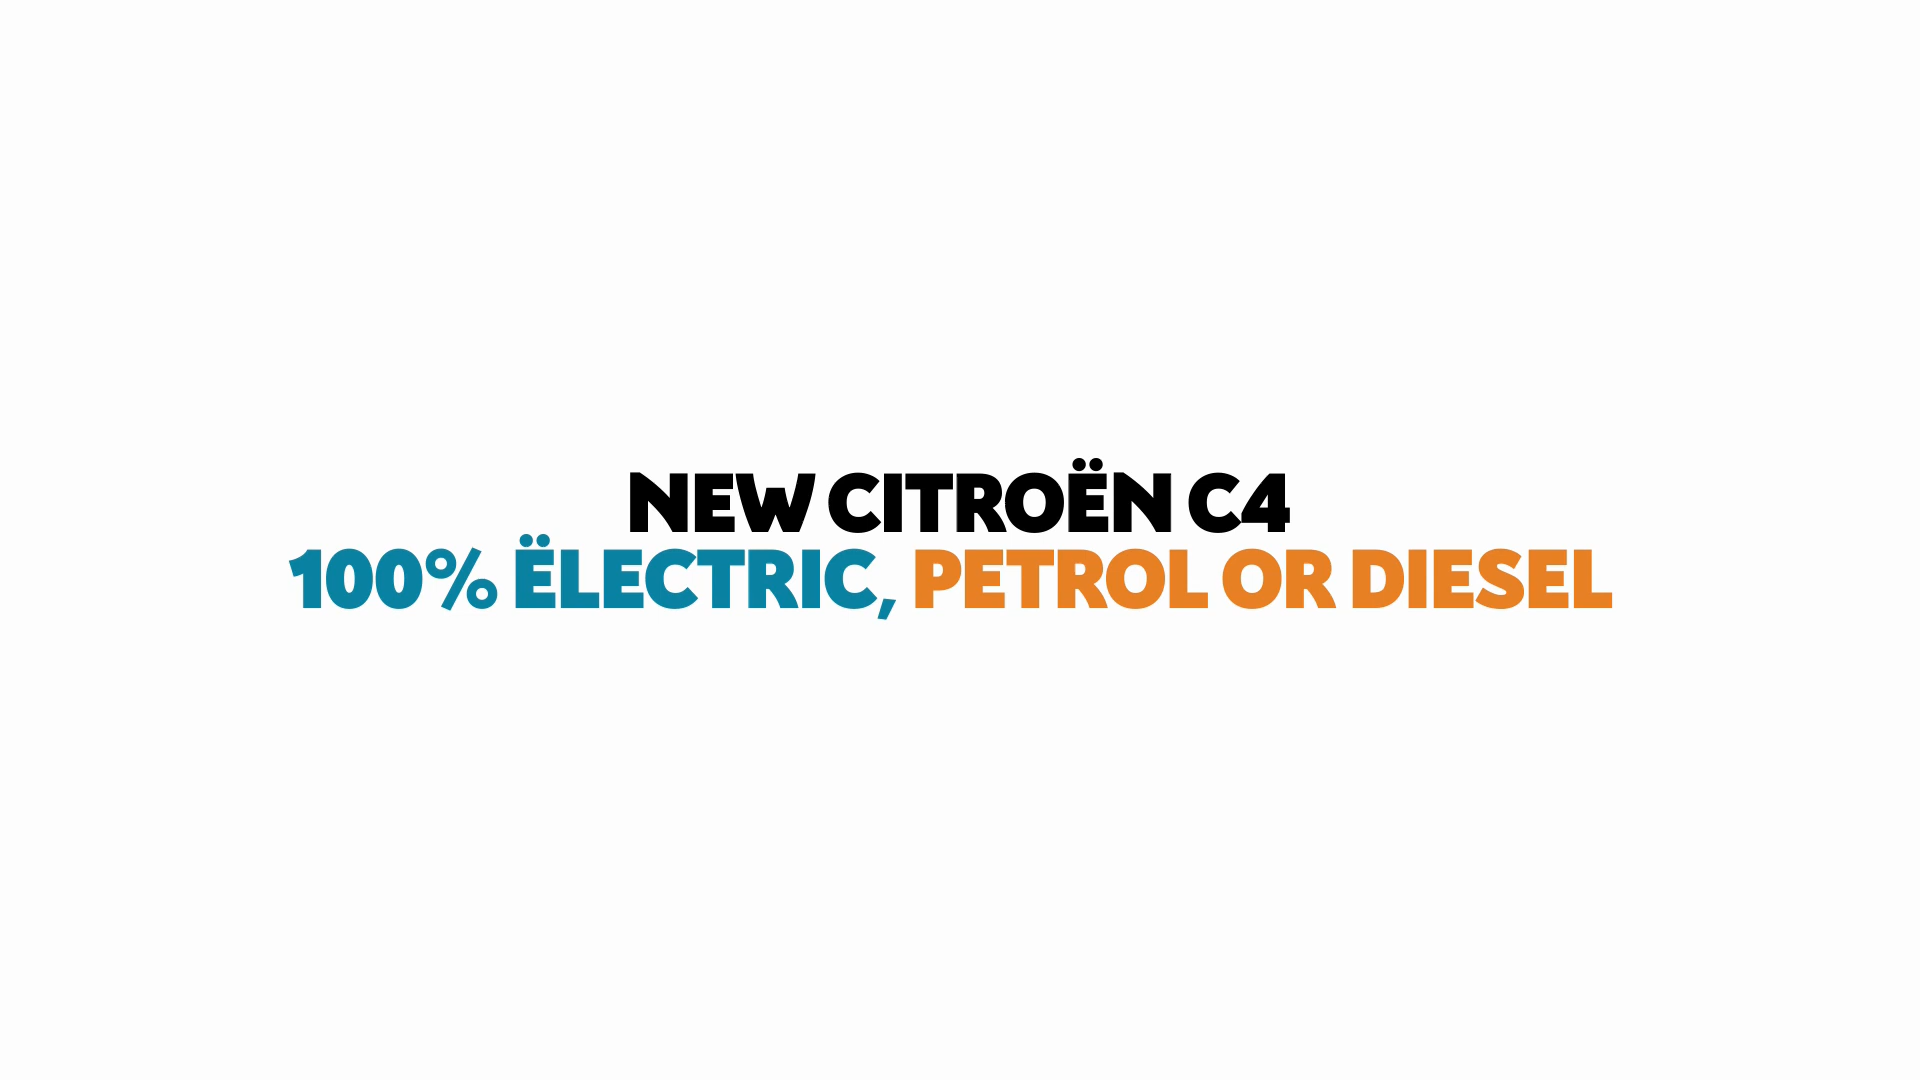 NEW CITROËN C4
100% ËLECTRIC, PETROL OR DIESEL